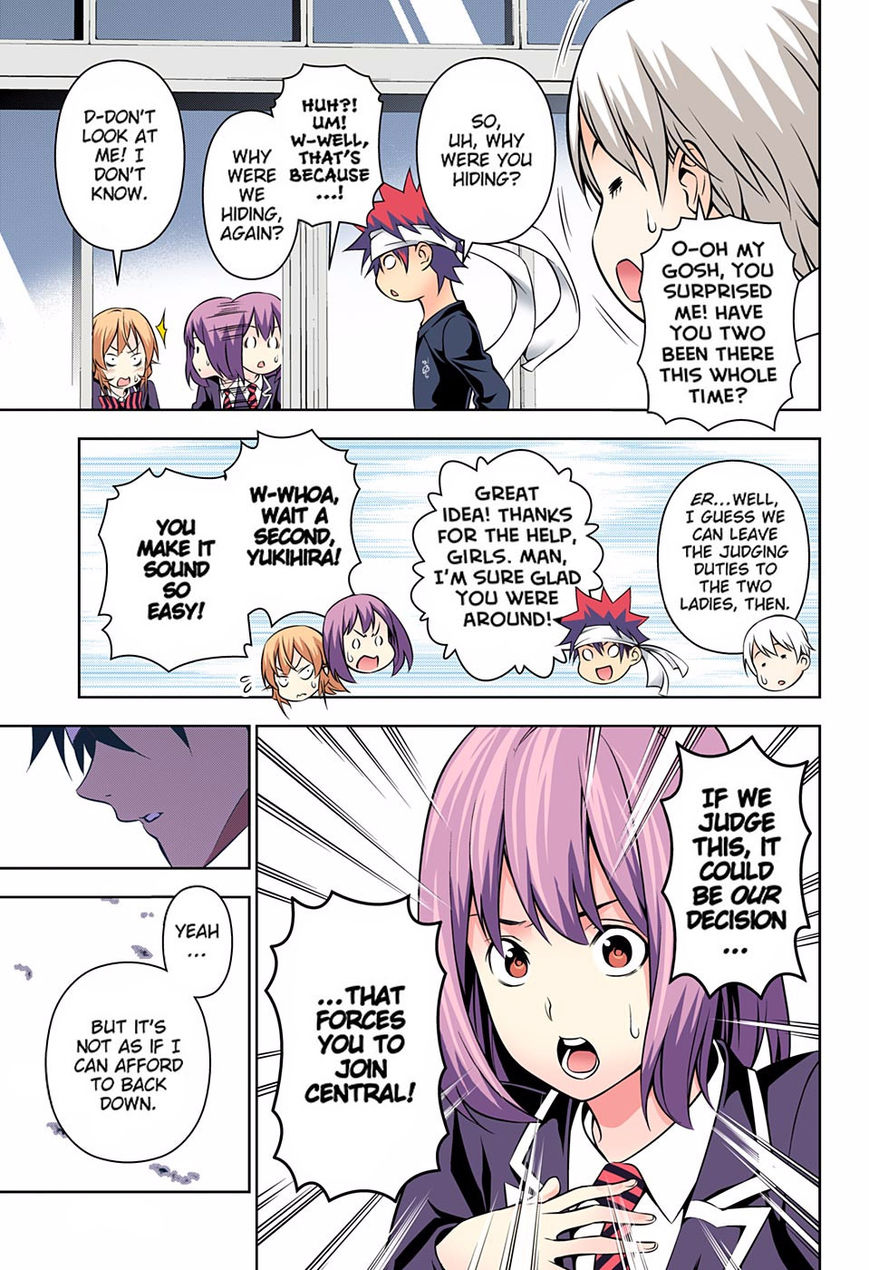 O-OH MY
GOSH, YOU
SURPRISED
ME! HAVE
YOU TWO
BEEN THERE
THIS WHOLE
TIME?
SO,
UH, WHY
WERE YOU
HIDING?
HUH?!
UM!
W-WELL,
THAT'S
BECAUSE
...!
WHY
WERE
WE
HIDING,
AGAIN?
D-DON'T
LOOK AT
ME! I
DON'T
KNOW.
ER...WELL,
I GUESS WE
CAN LEAVE
THE JUDGING
DUTIES TO
THE TWO
LADIES, THEN.
GREAT
IDEA! THANKS
FOR THE HELP,
GIRLS. MAN,
I'M SURE GLAD
YOU WERE
AROUND!
W-WHOA,
WAIT A
SECOND,
YUKIHIRA!
YOU
MAKE IT
SOUND
SO
EASY!
IF WE
JUDGE
THIS, IT
COULD
BE OUR
DECISION
...
...THAT
FORCES
YOU TO
JOIN
CENTRAL!
YEAH
...
BUT IT'S
NOT AS IF I
CAN AFFORD
TO BACK
DOWN.